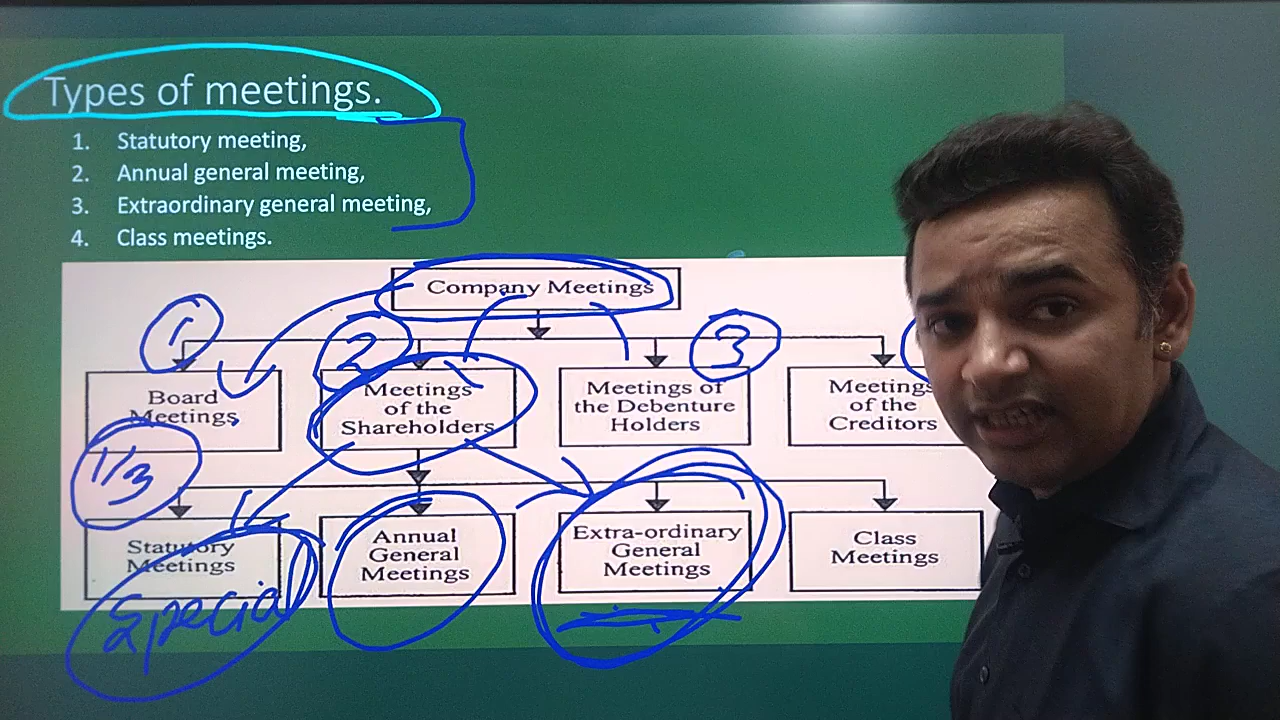 Types of meetings.
1. Statutory meeting,
2. Annual general meeting,
3. Extraordinary general meeting,
4. Class meetings.
Company Meetings
1
2
3
Board
Meetings
Meetings
of the
Shareholders
Meetings of
the Debenture
Holders
Meetings
of the
Creditors
1/3
Statutory
Meetings
Annual
General
Meetings
Extra-ordinary
General
Meetings
Class
Meetings
Special